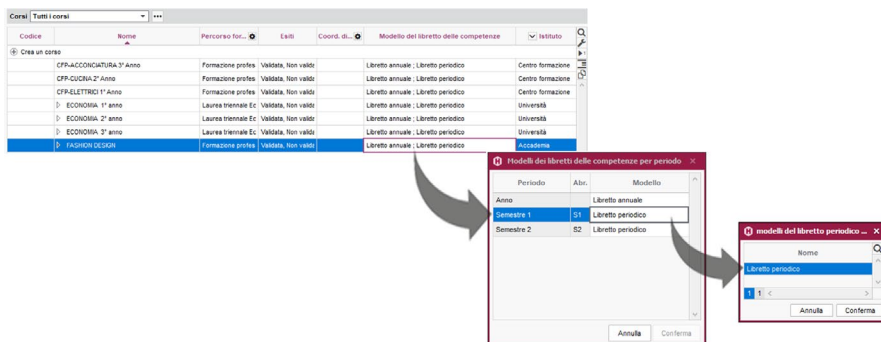 Corsi Tutti i corsi
Codice Nome Percorso for... Esiti Coord. di... Modello del libretto delle competenze Istituto
Crea un corso
CFP-ACCONCIATURA 3° Anno Formazione profes Validata, Non valida Libretto annuale ; Libretto periodico Centro formazione
CFP-CUCINA 2° Anno Formazione profes Validata, Non valida Libretto annuale ; Libretto periodico Centro formazione
CFP-ELETTRICI 1° Anno Formazione profes Validata, Non valida Libretto annuale ; Libretto periodico Centro formazione
ECONOMIA 1° anno Laurea triennale Ec Validata, Non valida Libretto annuale ; Libretto periodico Università
ECONOMIA 2° anno Laurea triennale Ec Validata, Non valida Libretto annuale ; Libretto periodico Università
ECONOMIA 3° anno Laurea triennale Ec Validata, Non valida Libretto annuale ; Libretto periodico Università
FASHION DESIGN Formazione profes Validata, Non valida Libretto annuale ; Libretto periodico Accademia
Modelli dei libretti delle competenze per periodo
Periodo Abr. Modello
Anno Libretto annuale
Semestre 1 S1 Libretto periodico
Semestre 2 S2 Libretto periodico
Annulla Conferma
modelli del libretto periodico ...
Nome
Libretto periodico
1 1
Annulla Conferma